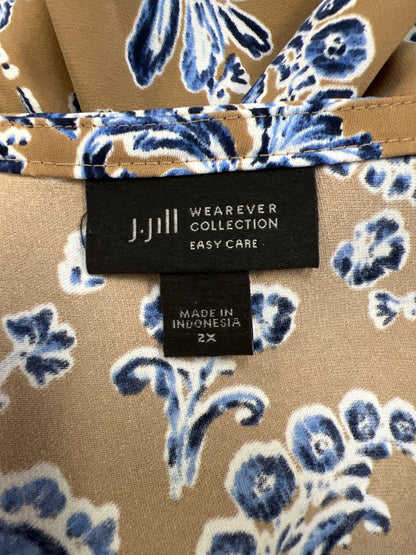 J.Jill
WEAREVER
COLLECTION
EASY CARE
MADE IN
INDONESIA
2X